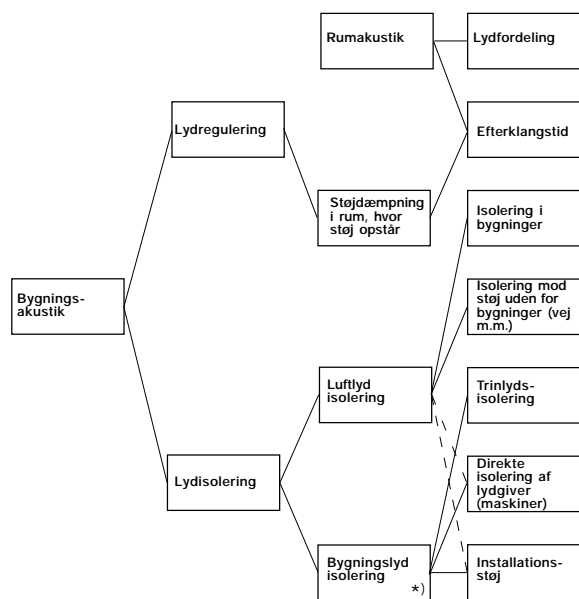 Rumakustik
Lydfordeling
Lydregulering
Efterklangstid
Støjdæmpning
i rum, hvor
støj opstår
Isolering i
bygninger
Bygnings-
akustik
Isolering mod
støj uden for
bygninger (vej
m.m.)
Luftlyd
isolering
Trinlyds-
isolering
Lydisolering
Direkte
isolering af
lydgiver
(maskiner)
Bygningslyd
isolering
*)
Installations-
støj